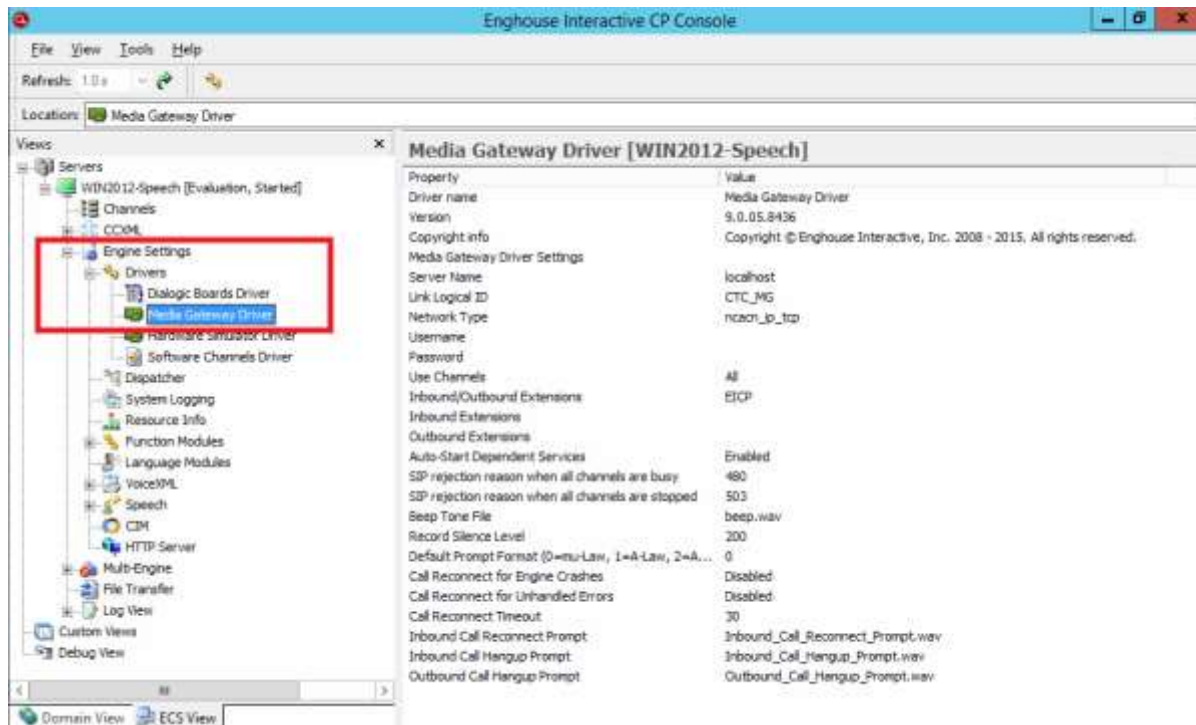 Enghouse Interactive CP Console
File View Tools Help
Refresh: 1.0 s
Location: Media Gateway Driver
Views
Servers
WIN2012-Speech [Evaluation, Started]
Channels
CCXML
Engine Settings
Drivers
Dialogic Boards Driver
Media Gateway Driver
Hardware Simulator Driver
Software Channels Driver
Dispatcher
System Logging
Resource Info
Function Modules
Language Modules
VoiceXML
Speech
CIM
HTTP Server
Multi-Engine
File Transfer
Log View
Custom Views
Debug View
Domain View ECS View
Media Gateway Driver [WIN2012-Speech]
Property Value
Driver name Media Gateway Driver
Version 9.0.05.8436
Copyright info Copyright © Enghouse Interactive, Inc. 2008 - 2015, All rights reserved.
Media Gateway Driver Settings
Server Name localhost
Link Logical ID CTC_MG
Network Type ncacn_ip_tcp
Username
Password
Use Channels All
Inbound/Outbound Extensions EICP
Inbound Extensions
Outbound Extensions
Auto-Start Dependent Services Enabled
SIP rejection reason when all channels are busy 480
SIP rejection reason when all channels are stopped 503
Beep Tone File beep.wav
Record Silence Level 200
Default Prompt Format (0=mu-Law, 1=A-Law, 2=A... 0
Call Reconnect for Engine Crashes Disabled
Call Reconnect for Unhandled Errors Disabled
Call Reconnect Timeout 30
Inbound Call Reconnect Prompt Inbound_Call_Reconnect_Prompt.wav
Inbound Call Hangup Prompt Inbound_Call_Hangup_Prompt.wav
Outbound Call Hangup Prompt Outbound_Call_Hangup_Prompt.wav